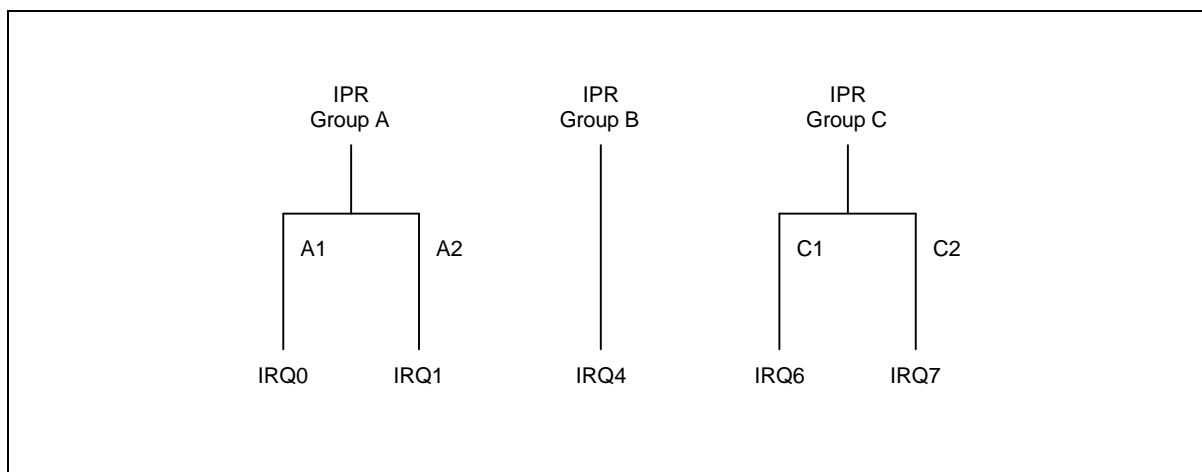 IPR
Group A
IPR
Group B
IPR
Group C
A1
A2
C1
C2
IRQ0
IRQ1
IRQ4
IRQ6
IRQ7